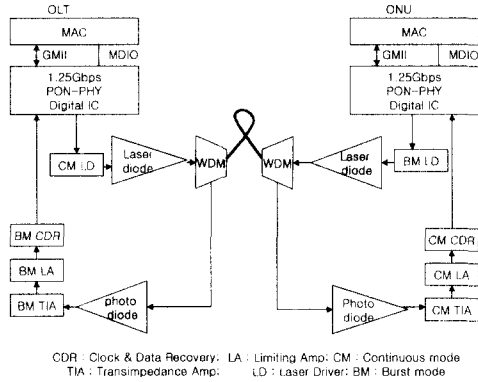 OLT
MAC
GMII
MDIO
1.25Gbps
PON-PHY
Digital IC
CM LD
Laser
diode
WDM
BM CDR
BM LA
BM TIA
photo
diode
ONU
MAC
GMII
MDIO
1.25Gbps
PON-PHY
Digital IC
WDM
Laser
diode
BM LD
CM CDR
CM LA
CM TIA
Photo
diode
CDR : Clock & Data Recovery; LA : Limiting Amp; CM : Continuous mode
TIA : Transimpedance Amp; LD : Laser Driver; BM : Burst mode